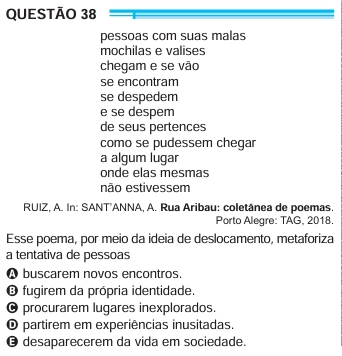 QUESTÃO 38
pessoas com suas malas
mochilas e valises
chegam e se vão
se encontram
se despedem
e se despem
de seus pertences
como se pudessem chegar
a algum lugar
onde elas mesmas
não estivessem
RUIZ, A. In: SANT'ANNA, A. Rua Aribau: coletânea de poemas.
Porto Alegre: TAG, 2018.
Esse poema, por meio da ideia de deslocamento, metaforiza
a tentativa de pessoas
A buscarem novos encontros.
B fugirem da própria identidade.
C procurarem lugares inexplorados.
D partirem em experiências inusitadas.
E desaparecerem da vida em sociedade.